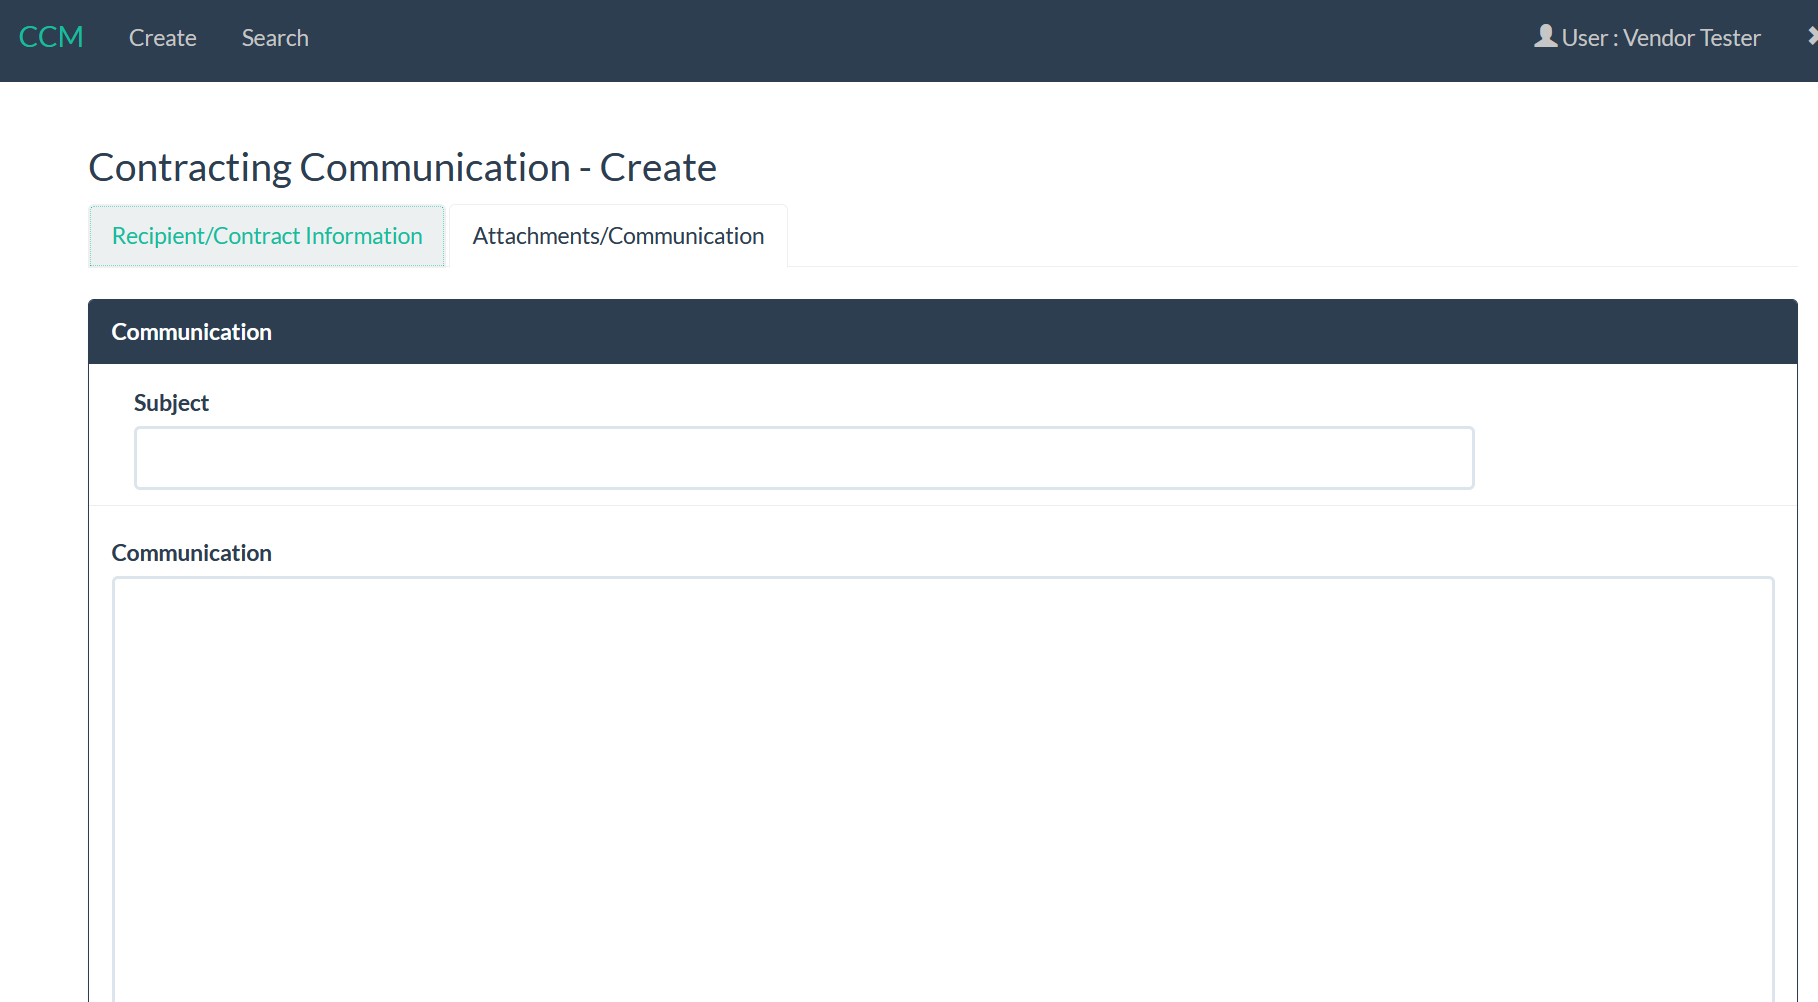 CCM Create Search User : Vendor Tester
Contracting Communication - Create
Recipient/Contract Information Attachments/Communication
Communication
Subject
Communication